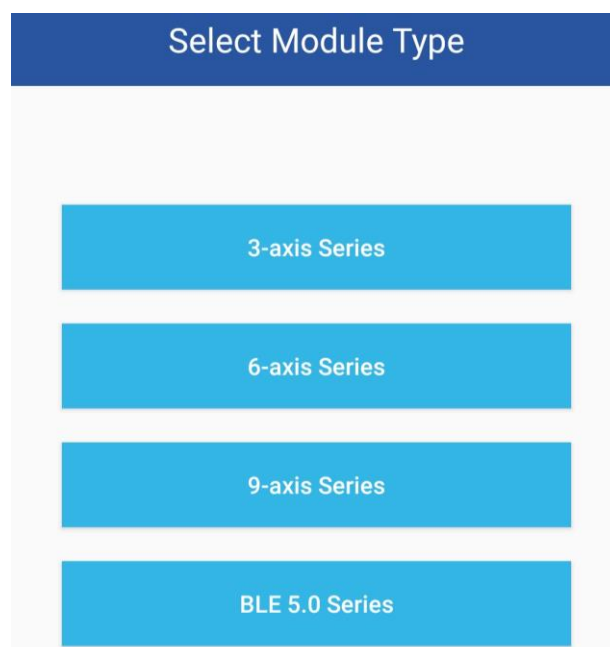 Select Module Type
3-axis Series
6-axis Series
9-axis Series
BLE 5.0 Series